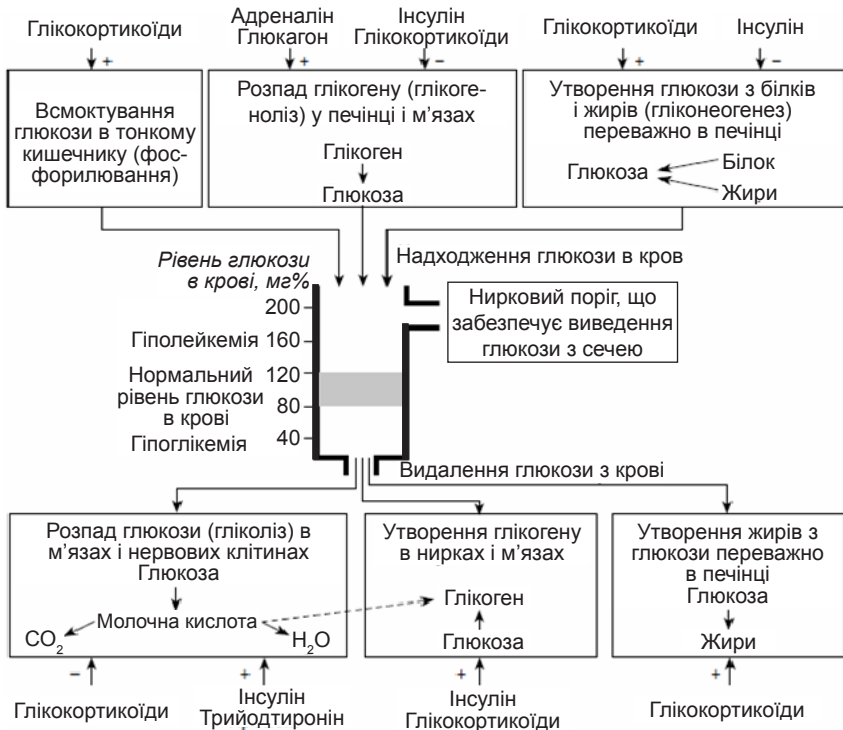 Глікокортикоїди
Адреналін
Глюкагон
Інсулін
Глікокортикоїди
Глікокортикоїди
Інсулін
+
+
–
+
–
Всмоктування
глюкози в тонкому
кишечнику (фос-
форилювання)
Розпад глікогену (глікоге-
ноліз) у печінці і м’язах
Глікоген
Глюкоза
Утворення глюкози з білків
і жирів (гліконеогенез)
переважно в печінці
Глюкоза
Білок
Жири
Рівень глюкози
в крові, мг%
Надходження глюкози в кров
200
Гіполейкемія 160
Нормальний 120
рівень глюкози
в крові
80
Гіпоглікемія 40
Нирковий поріг, що
забезпечує виведення
глюкози з сечею
Видалення глюкози з крові
Розпад глюкози (гліколіз) в
м’язах і нервових клітинах
Глюкоза
Молочна кислота
CO₂
H₂O
Утворення глікогену
в нирках і м’язах
Глікоген
Глюкоза
Утворення жирів з
глюкози переважно
в печінці
Глюкоза
Жири
–
+
+
+
Глікокортикоїди
Інсулін
Трийодтиронін
Інсулін
Глікокортикоїди
Глікокортикоїди